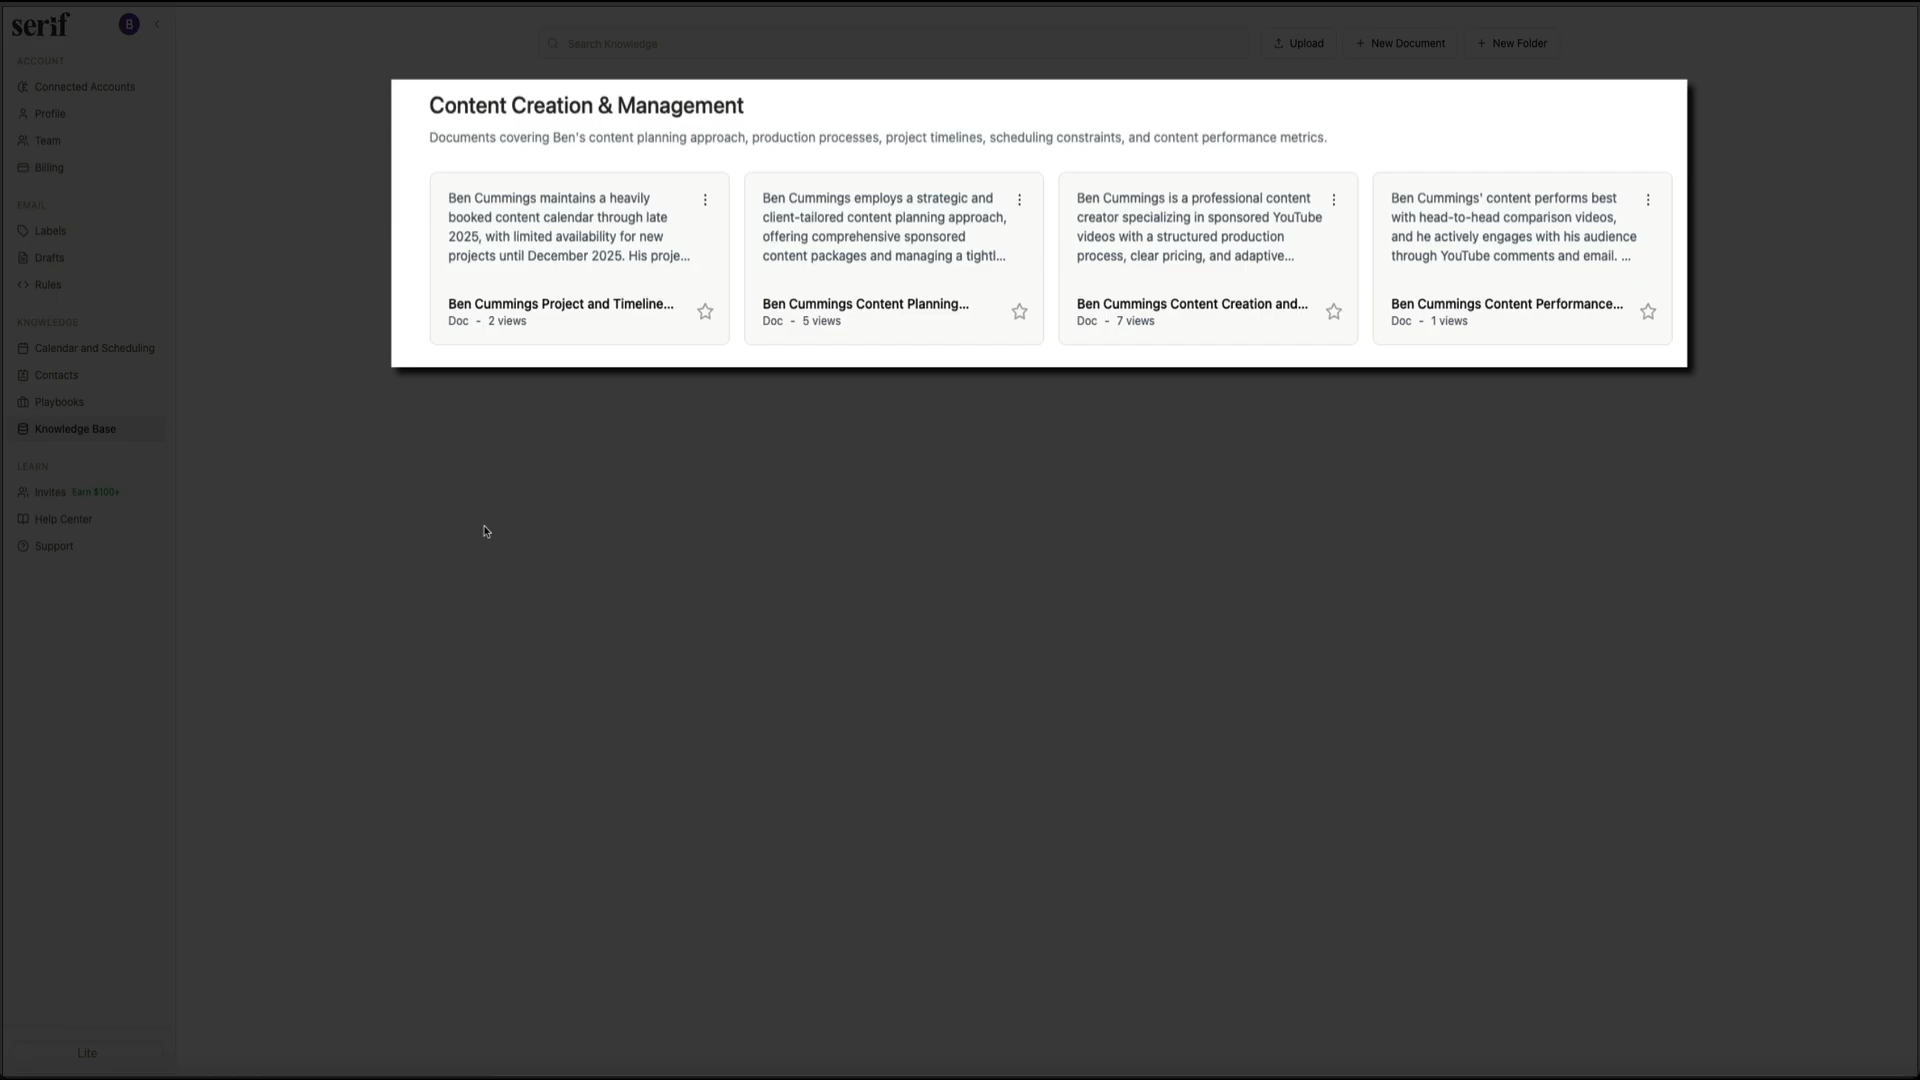 serif
B
ACCOUNT
Connected Accounts
Profile
Team
Billing
EMAIL
Labels
Drafts
Rules
KNOWLEDGE
Calendar and Scheduling
Contacts
Playbooks
Knowledge Base
LEARN
Invites Earn $100+
Help Center
Support
Lite
Search Knowledge
Upload
+ New Document
+ New Folder
Content Creation & Management
Documents covering Ben's content planning approach, production processes, project timelines, scheduling constraints, and content performance metrics.
Ben Cummings maintains a heavily
booked content calendar through late
2025, with limited availability for new
projects until December 2025. His proje...
Ben Cummings Project and Timeline...
Doc - 2 views
Ben Cummings employs a strategic and
client-tailored content planning approach,
offering comprehensive sponsored
content packages and managing a tightl...
Ben Cummings Content Planning...
Doc - 5 views
Ben Cummings is a professional content
creator specializing in sponsored YouTube
videos with a structured production
process, clear pricing, and adaptive...
Ben Cummings Content Creation and...
Doc - 7 views
Ben Cummings' content performs best
with head-to-head comparison videos,
and he actively engages with his audience
through YouTube comments and email. ...
Ben Cummings Content Performance...
Doc - 1 views